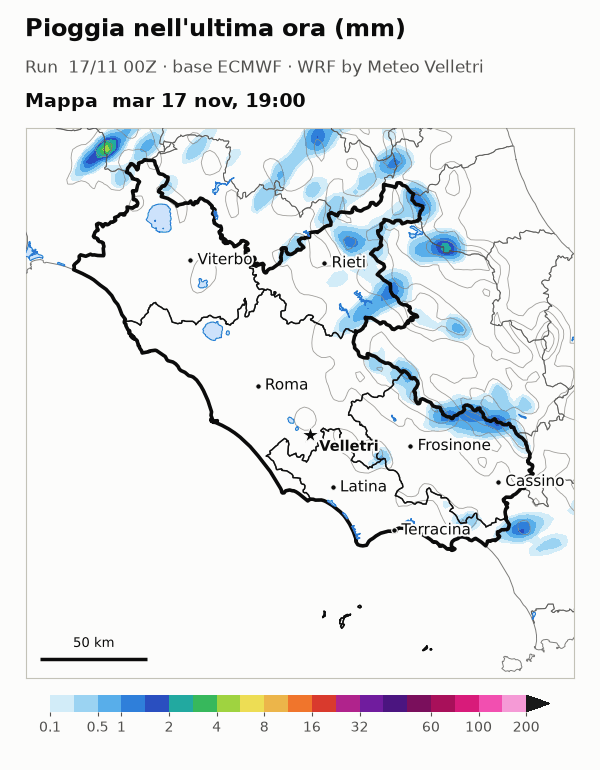 Pioggia nell'ultima ora (mm)
Run  17/11 00Z · base ECMWF · WRF by Meteo Velletri
Mappa  mar 17 nov, 19:00
Viterbo
Rieti
Roma
Velletri
Frosinone
Latina
Cassino
Terracina
50 km
0.1 0.5 1 2 4 8 16 32 60 100 200